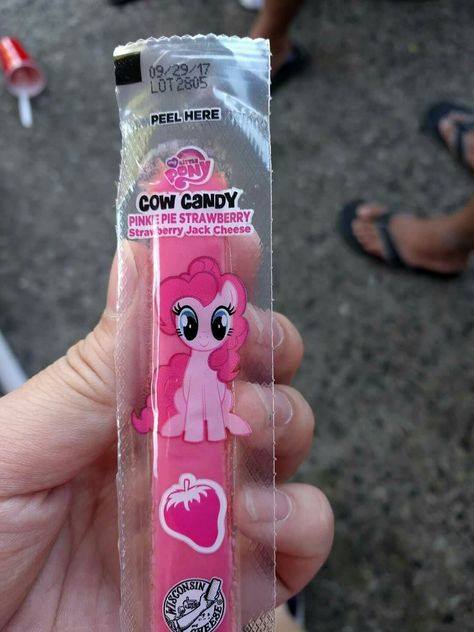 09/29/17
LOT2805
PEEL HERE
MY LITTLE
PONY
COW CANDY
PINKIE PIE STRAWBERRY
Strawberry Jack Cheese
WISCONSIN
CHEESE